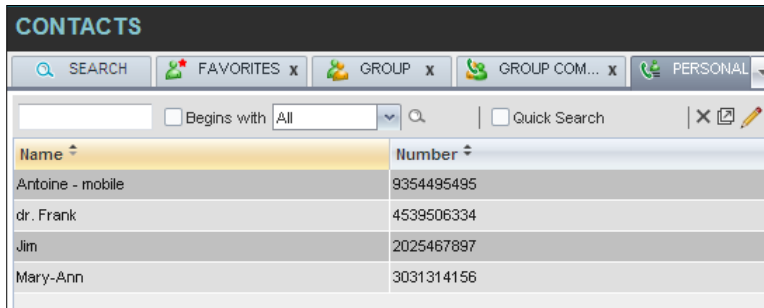 CONTACTS
SEARCH FAVORITES x GROUP x GROUP COM... x PERSONAL
Begins with All Quick Search
Name Number
Antoine - mobile 9354495495
dr. Frank 4539506334
Jim 2025467897
Mary-Ann 3031314156